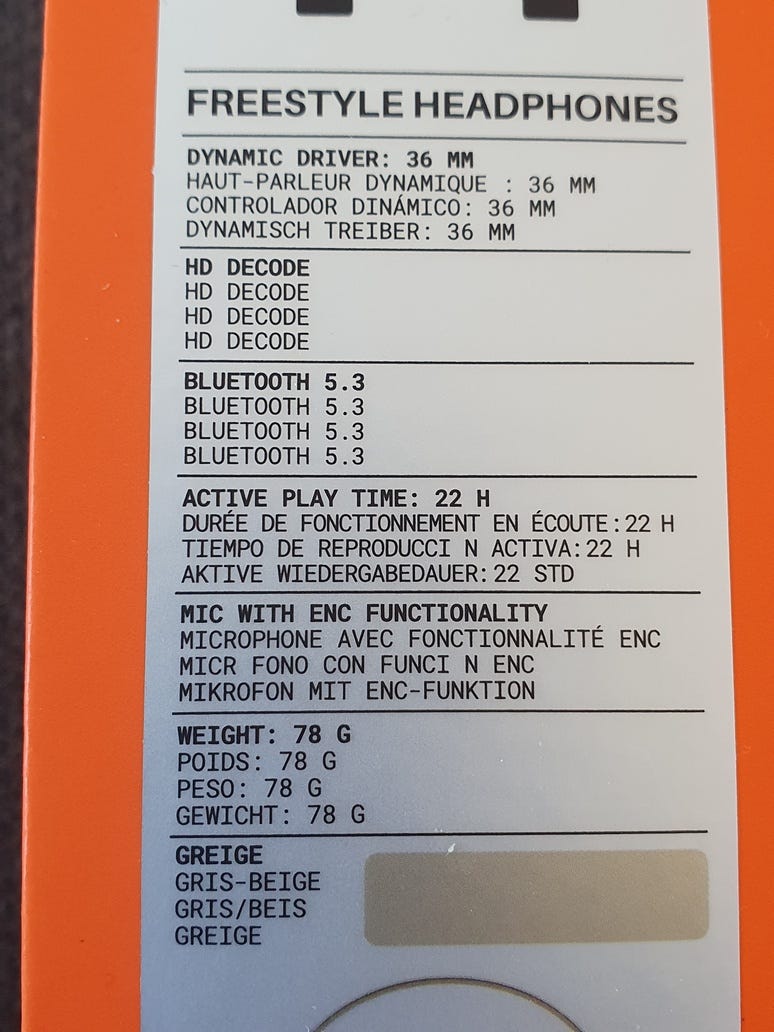 FREESTYLE HEADPHONES
DYNAMIC DRIVER: 36 MM
HAUT-PARLEUR DYNAMIQUE : 36 MM
CONTROLADOR DINÁMICO: 36 MM
DYNAMISCH TREIBER: 36 MM
HD DECODE
HD DECODE
HD DECODE
HD DECODE
BLUETOOTH 5.3
BLUETOOTH 5.3
BLUETOOTH 5.3
BLUETOOTH 5.3
ACTIVE PLAY TIME: 22 H
DURÉE DE FONCTIONNEMENT EN ÉCOUTE:22 H
TIEMPO DE REPRODUCCI N ACTIVA:22 H
AKTIVE WIEDERGABEDAUER:22 STD
MIC WITH ENC FUNCTIONALITY
MICROPHONE AVEC FONCTIONNALITÉ ENC
MICR FONO CON FUNCI N ENC
MIKROFON MIT ENC-FUNKTION
WEIGHT: 78 G
POIDS: 78 G
PESO: 78 G
GEWICHT: 78 G
GREIGE
GRIS-BEIGE
GRIS/BEIS
GREIGE